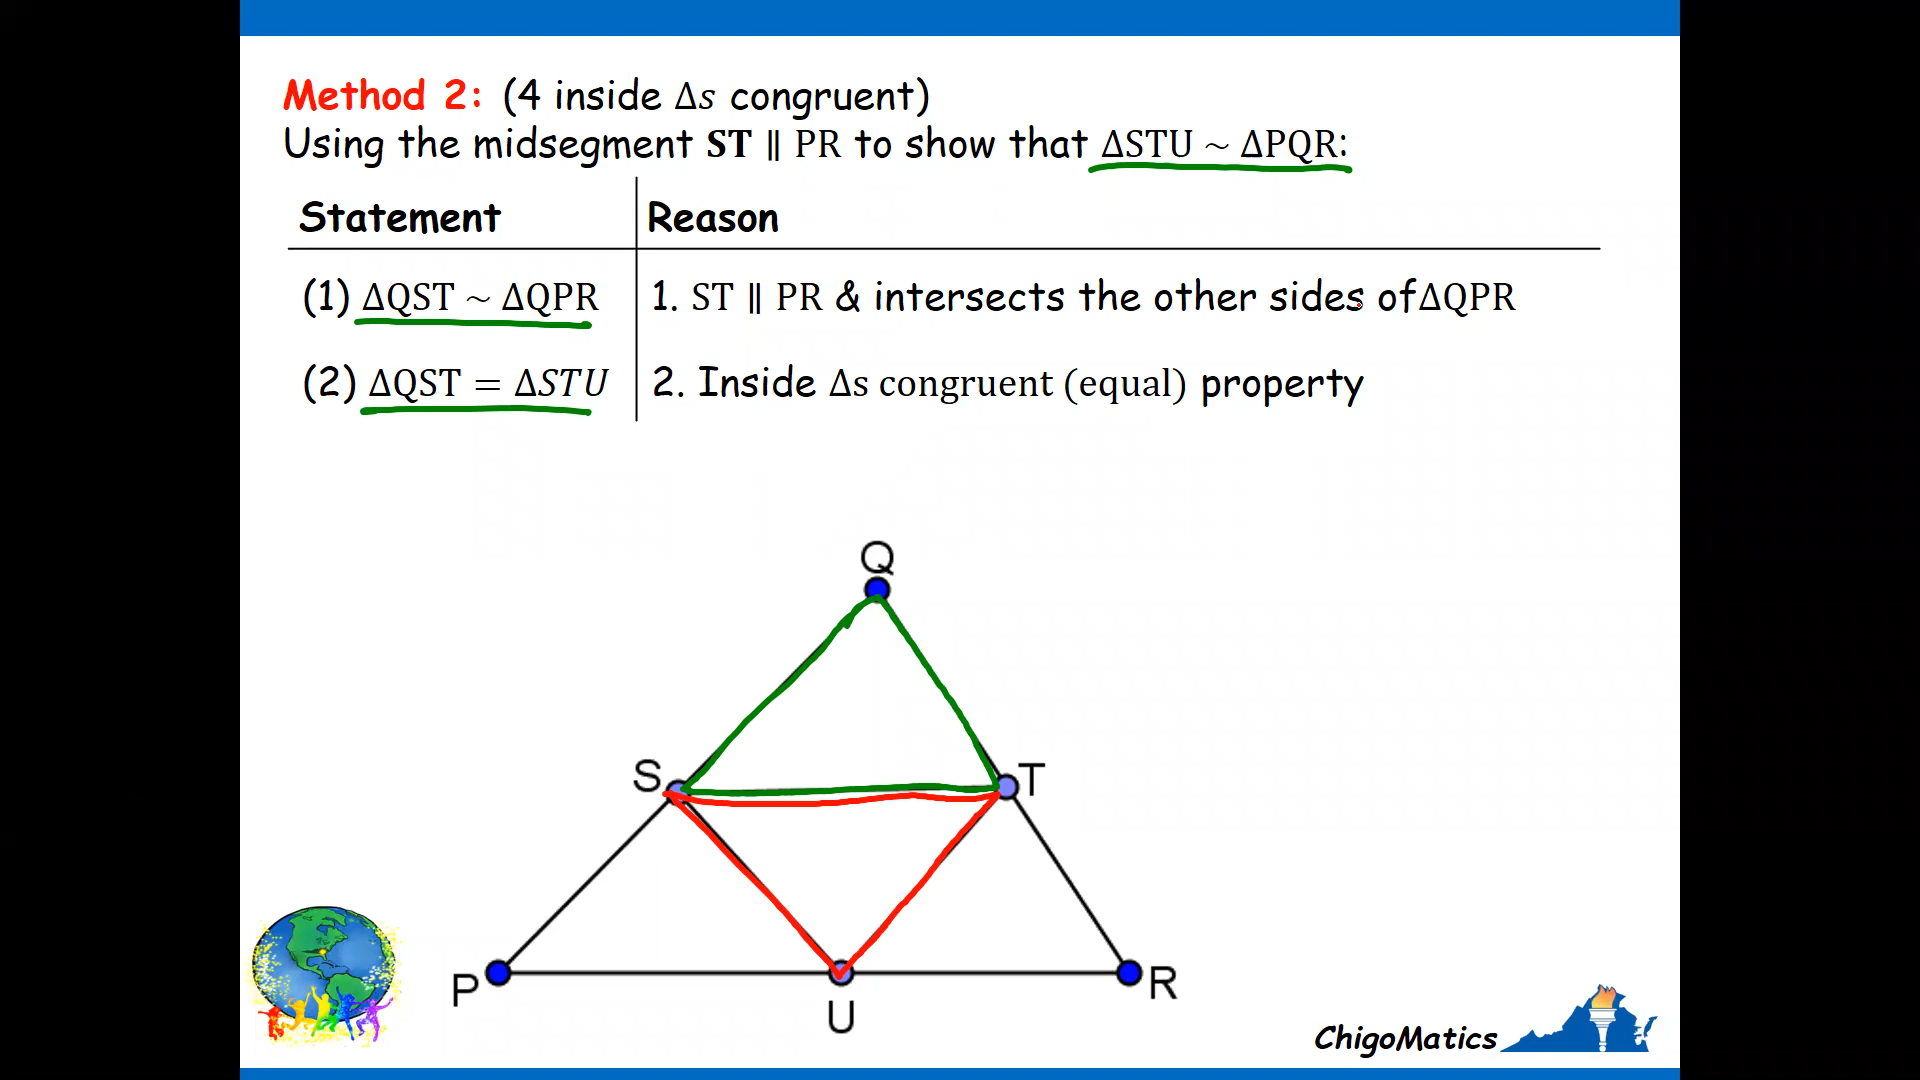 Method 2: (4 inside Δs congruent)
Using the midsegment ST ∥ PR to show that ΔSTU ~ ΔPQR:
Statement Reason
(1) ΔQST ~ ΔQPR 1. ST ∥ PR & intersects the other sides ofΔQPR
(2) ΔQST = ΔSTU 2. Inside Δs congruent (equal) property
Q
S T
P R
U
ChigoMatics